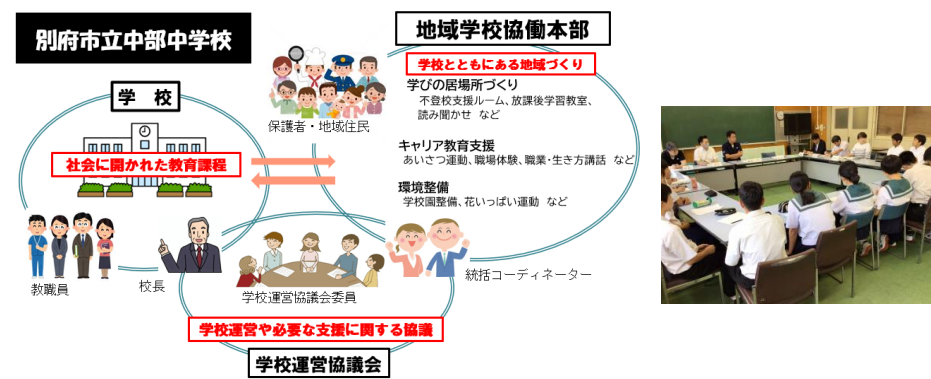 別府市立中部中学校
地域学校協働本部
学校とともにある地域づくり
学びの居場所づくり
不登校支援ルーム、放課後学習教室、
読み聞かせ など
キャリア教育支援
あいさつ運動、職場体験、職業・生き方講話 など
環境整備
学校園整備、花いっぱい運動 など
保護者・地域住民
学 校
社会に開かれた教育課程
教職員
校長
学校運営協議会委員
統括コーディネーター
学校運営や必要な支援に関する協議
学校運営協議会